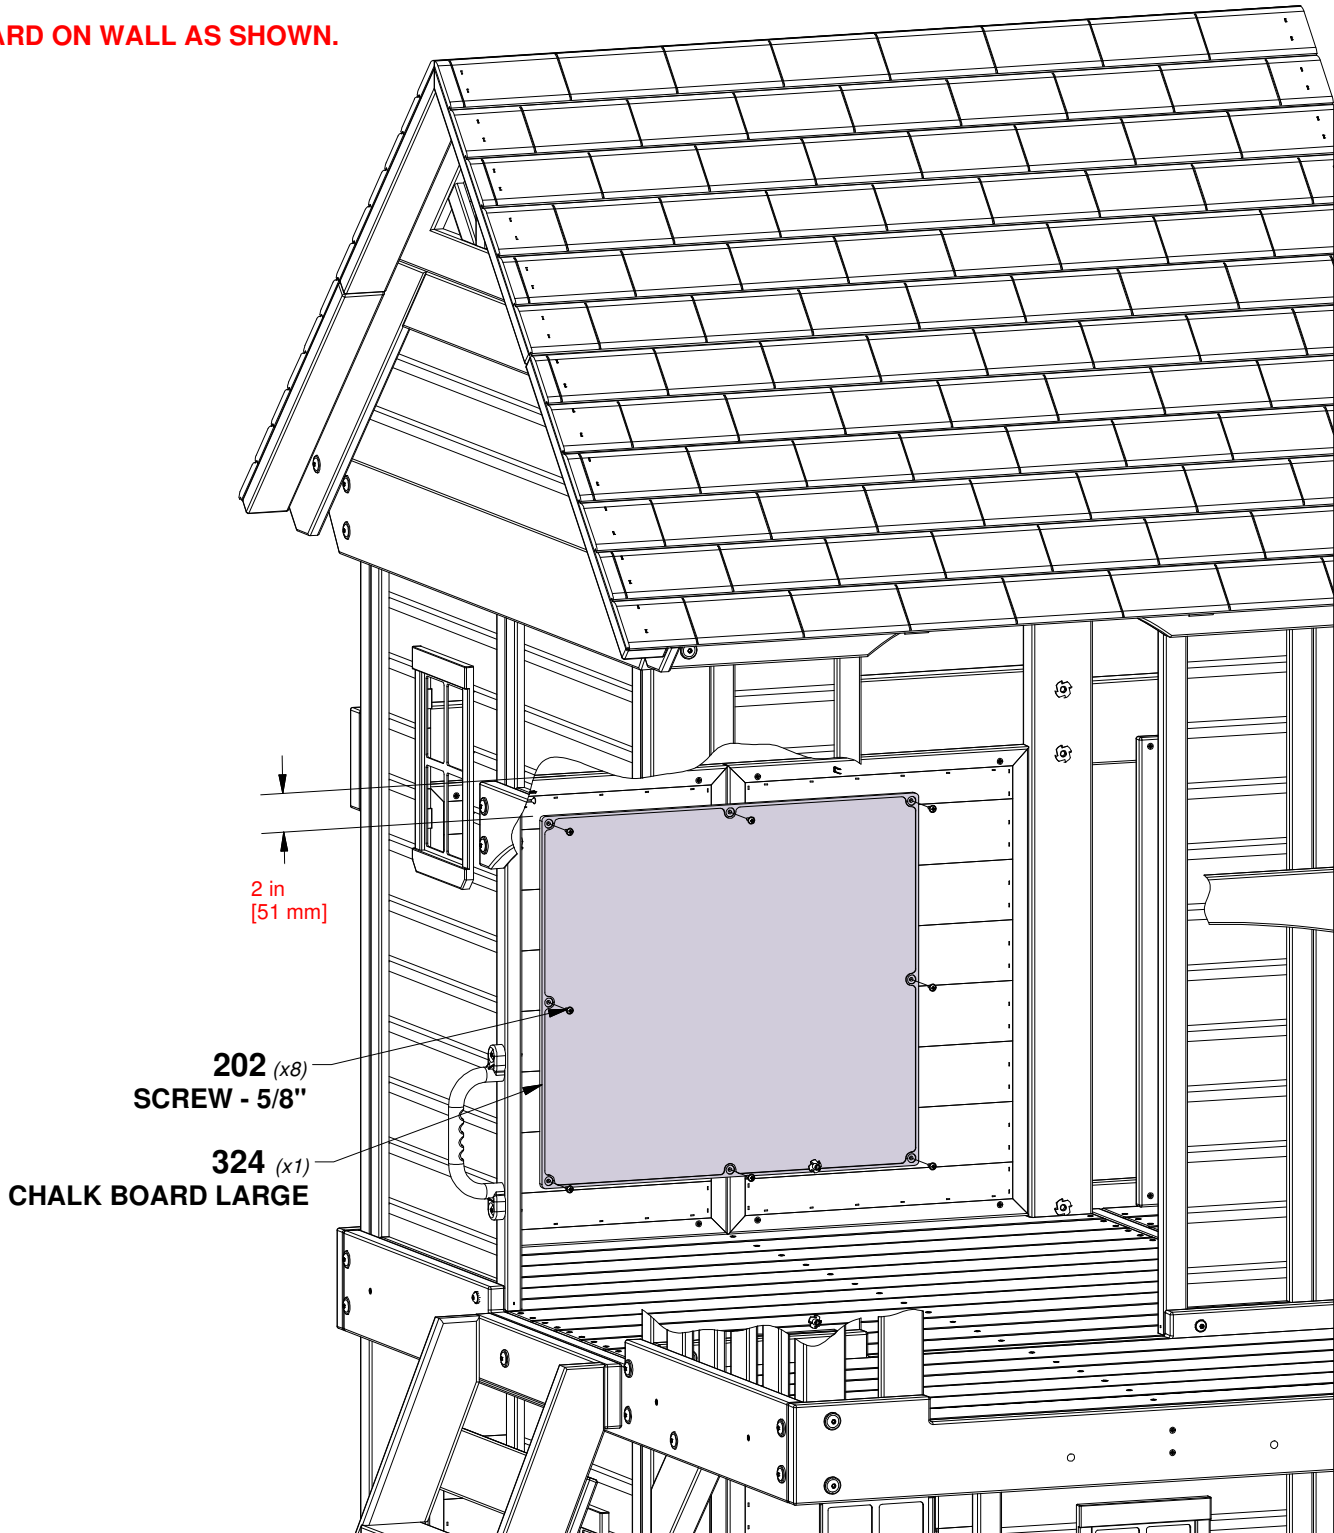 ARD ON WALL AS SHOWN.
2 in
[51 mm]
202 (x8)
SCREW - 5/8"
324 (x1)
CHALK BOARD LARGE